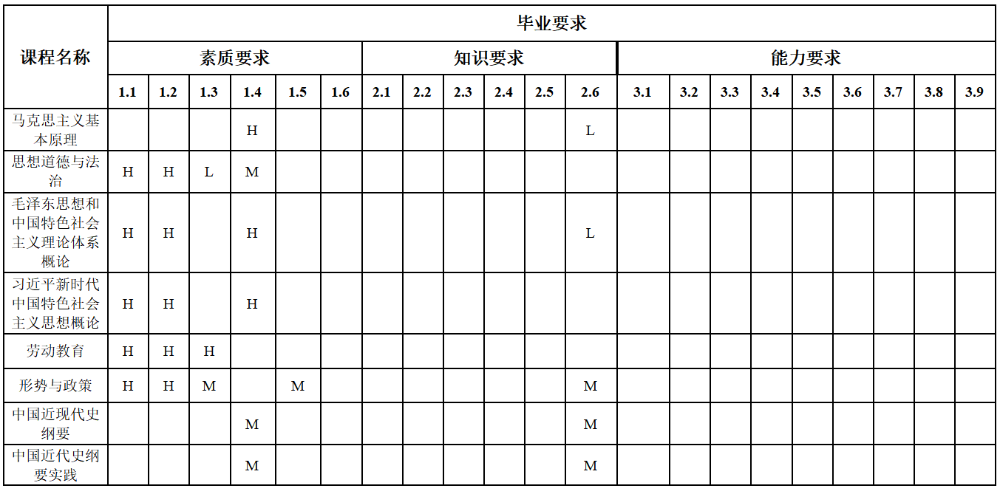 毕业要求
课程名称
素质要求 知识要求 能力要求
1.1 1.2 1.3 1.4 1.5 1.6 2.1 2.2 2.3 2.4 2.5 2.6 3.1 3.2 3.3 3.4 3.5 3.6 3.7 3.8 3.9
马克思主义基
本原理
H L
思想道德与法
治
H H L M
毛泽东思想和
中国特色社会
主义理论体系
概论
H H H L
习近平新时代
中国特色社会
主义思想概论
H H H
劳动教育 H H H
形势与政策 H H M M M
中国近现代史
纲要
M M
中国近代史纲
要实践
M M